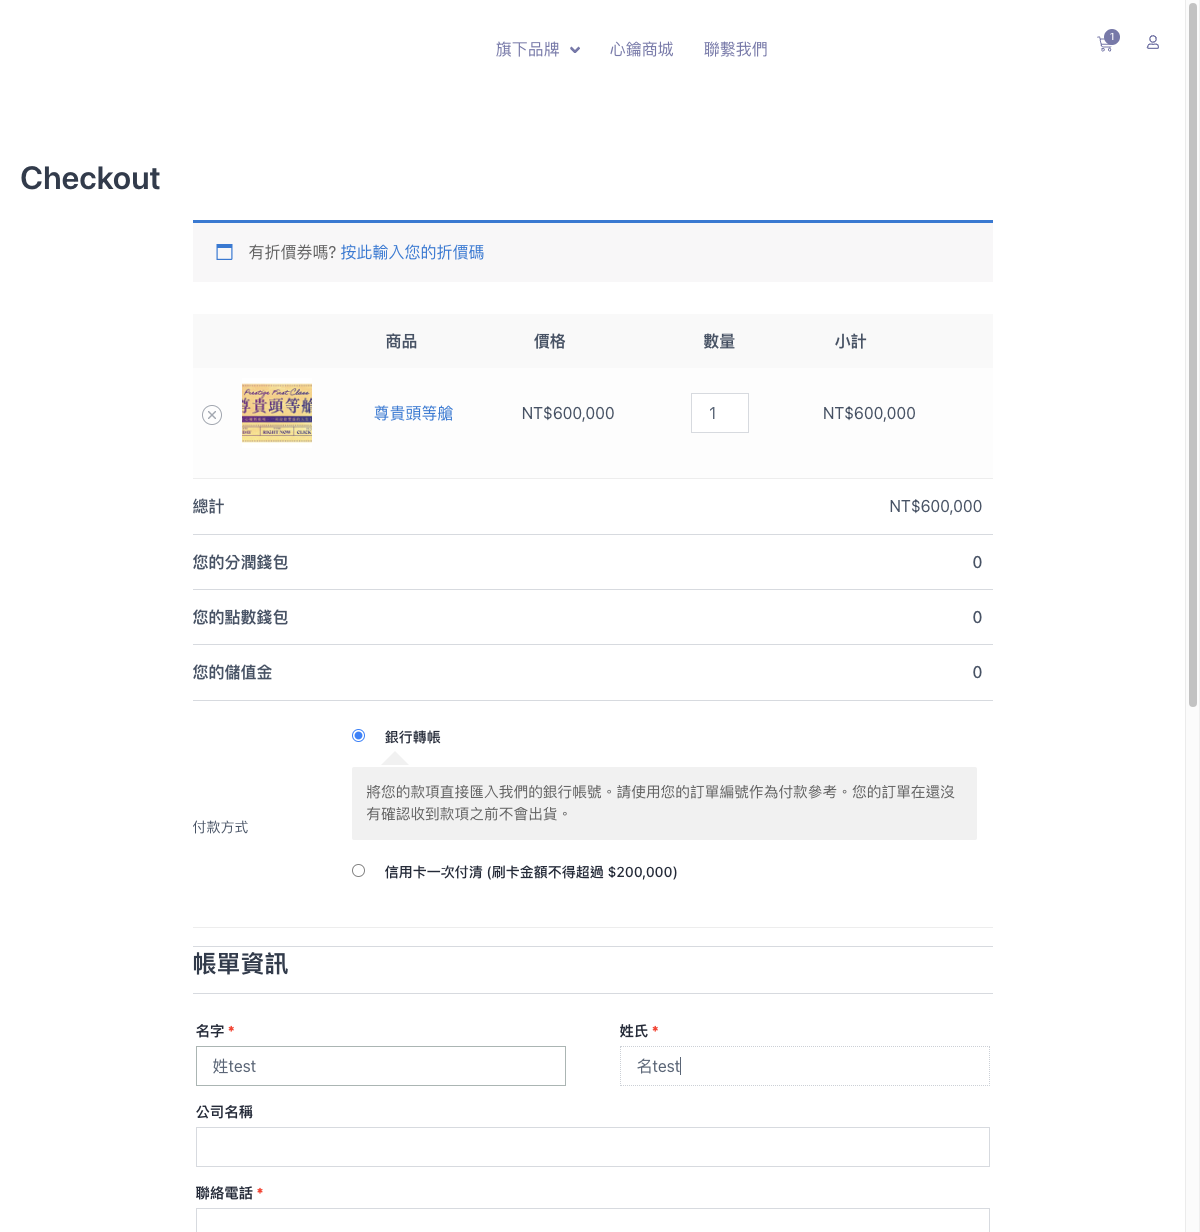 旗下品牌 心鑰商城 聯繫我們 1
Checkout
有折價券嗎? 按此輸入您的折價碼
商品 價格 數量 小計
Prestige First Class
尊貴頭等艙
RIGHT NOW
尊貴頭等艙 NT$600,000 1 NT$600,000
總計 NT$600,000
您的分潤錢包 0
您的點數錢包 0
您的儲值金 0
付款方式
銀行轉帳
將您的款項直接匯入我們的銀行帳號。請使用您的訂單編號作為付款參考。您的訂單在還沒
有確認收到款項之前不會出貨。
信用卡一次付清 (刷卡金額不得超過 $200,000)
帳單資訊
名字 * 姓氏 *
姓test 名test
公司名稱
聯絡電話 *